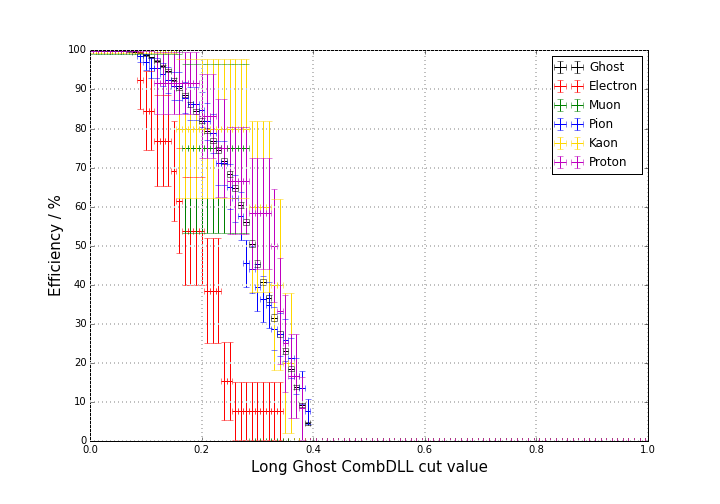 100
90
80
70
60
50
40
30
20
10
0
Efficiency / %
0.0 0.2 0.4 0.6 0.8 1.0
Long Ghost CombDLL cut value
Ghost
Electron
Muon
Pion
Kaon
Proton